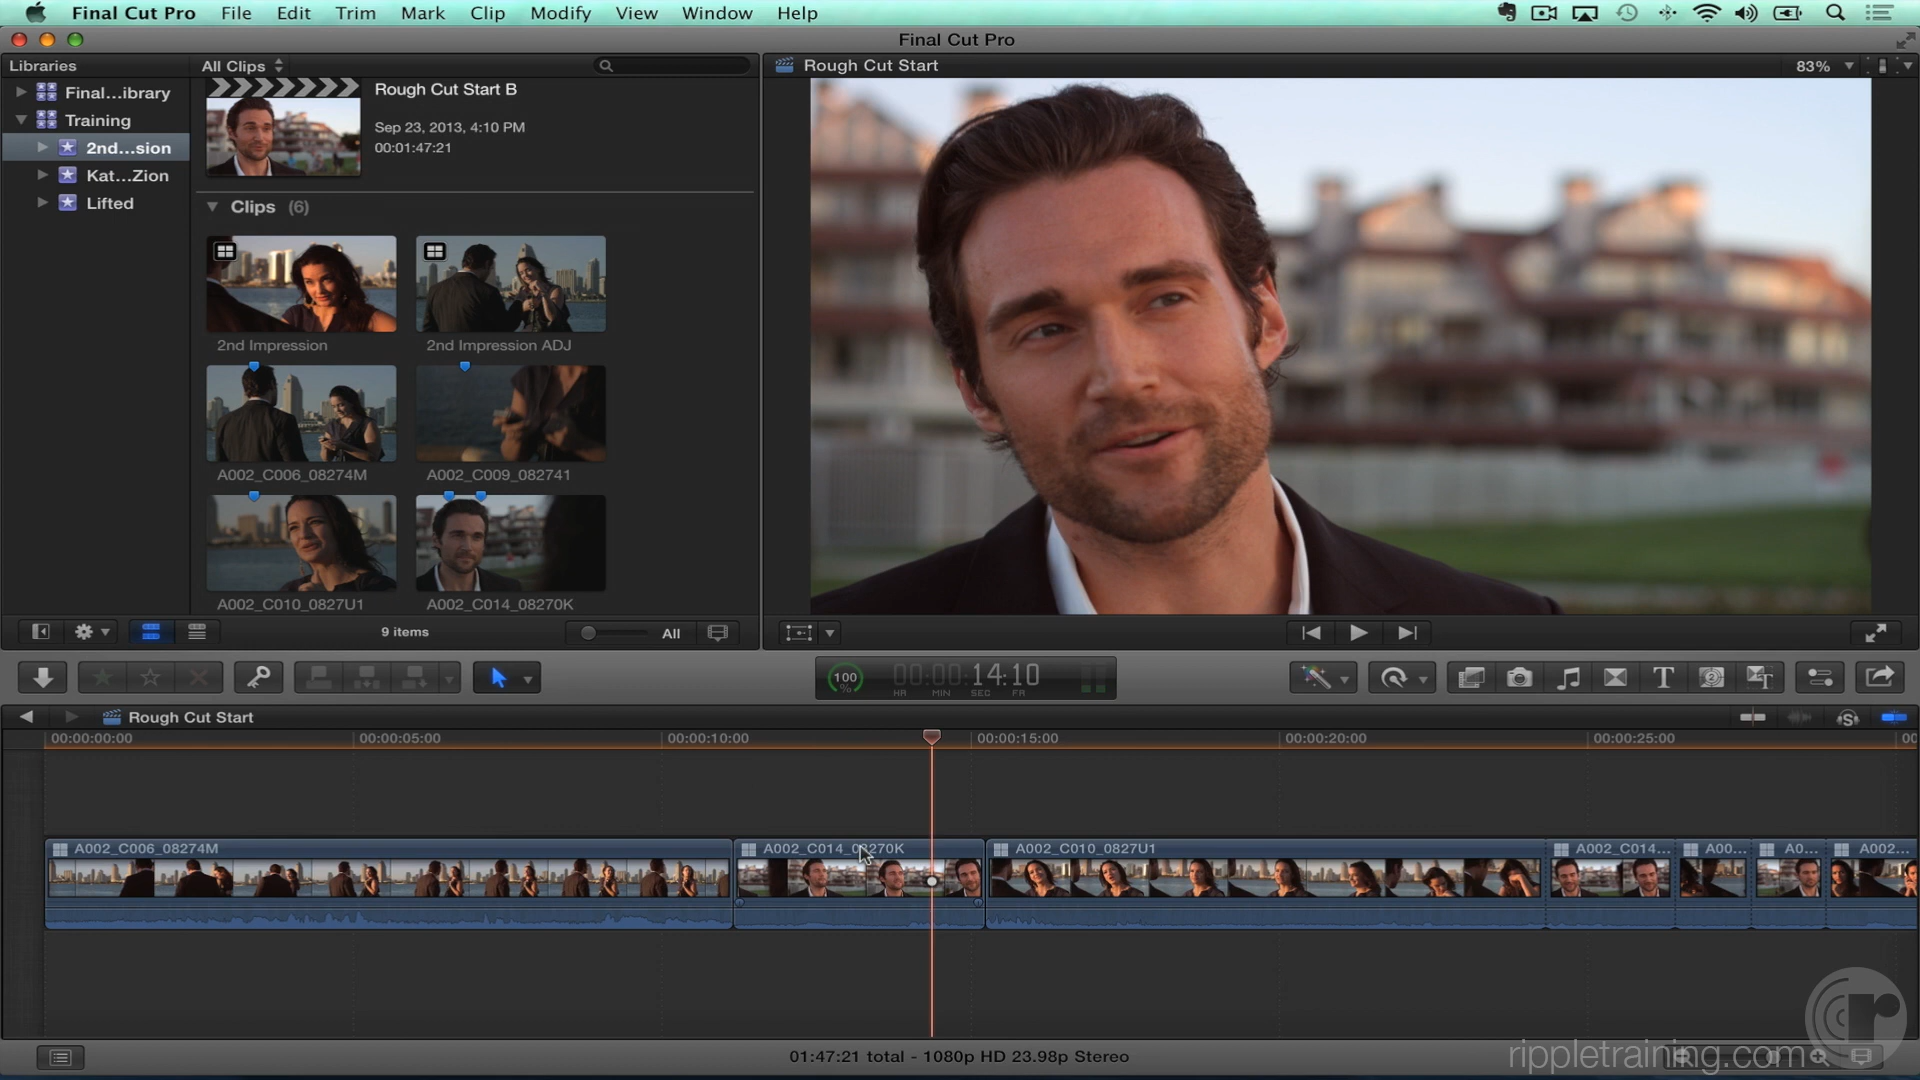 Final Cut Pro File Edit Trim Mark Clip Modify View Window Help
Final Cut Pro
Libraries
All Clips
Rough Cut Start
83%
Final...ibrary
Training
2nd...sion
Kat...Zion
Lifted
Rough Cut Start B
Sep 23, 2013, 4:10 PM
00:01:47:21
Clips (6)
2nd Impression
2nd Impression ADJ
A002_C006_08274M
A002_C009_082741
A002_C010_0827U1
A002_C014_08270K
9 items
All
100
%
00:00:14:10
HR MIN SEC FR
Rough Cut Start
00:00:00:00
00:00:05:00
00:00:10:00
00:00:15:00
00:00:20:00
00:00:25:00
00
A002_C006_08274M
A002_C014_08270K
A002_C010_0827U1
A002_C014...
A00...
A0...
A002...
01:47:21 total - 1080p HD 23.98p Stereo
rippletraining.com